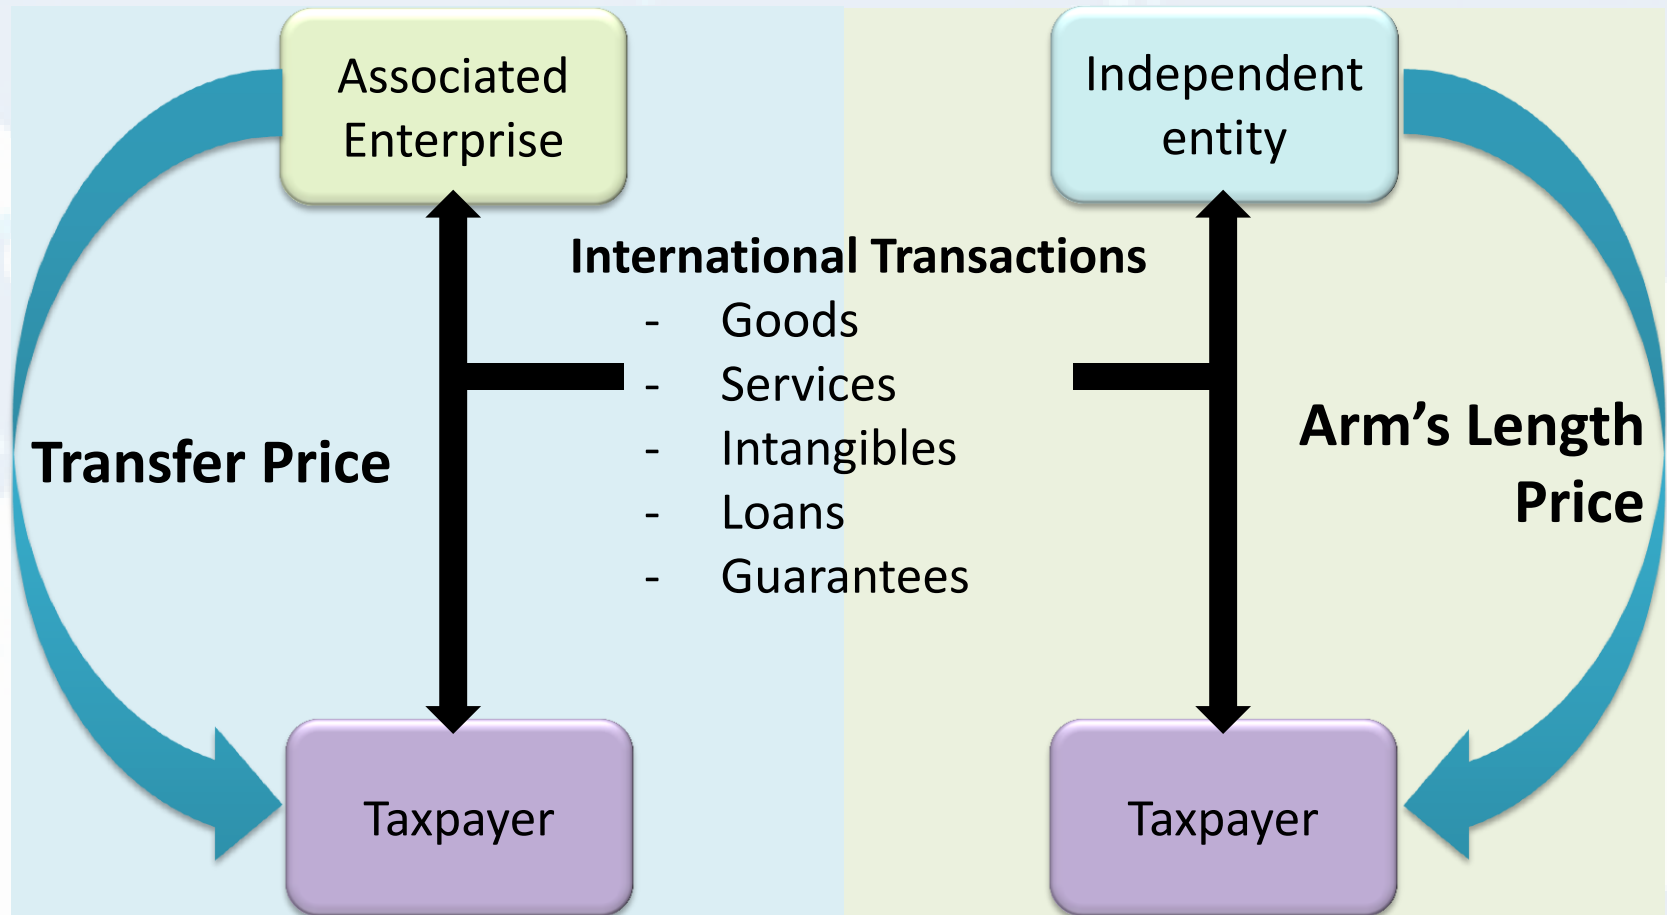 Associated
Enterprise
Independent
entity
International Transactions
- Goods
- Services
- Intangibles
- Loans
- Guarantees
Transfer Price
Arm’s Length
Price
Taxpayer
Taxpayer